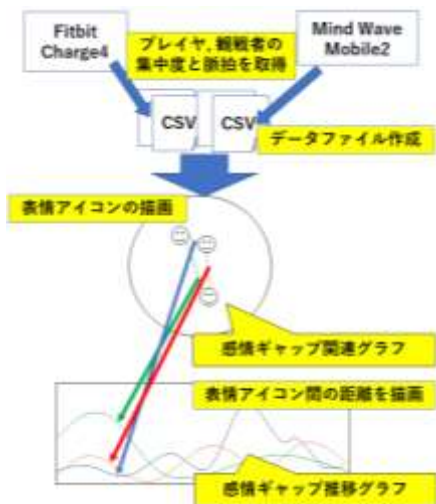 Fitbit
Charge4
プレイヤ、観戦者の
集中度と脈拍を取得
Mind Wave
Mobile2
CSV
CSV
データファイル作成
表情アイコンの描画
感情ギャップ関連グラフ
表情アイコン間の距離を描画
感情ギャップ推移グラフ